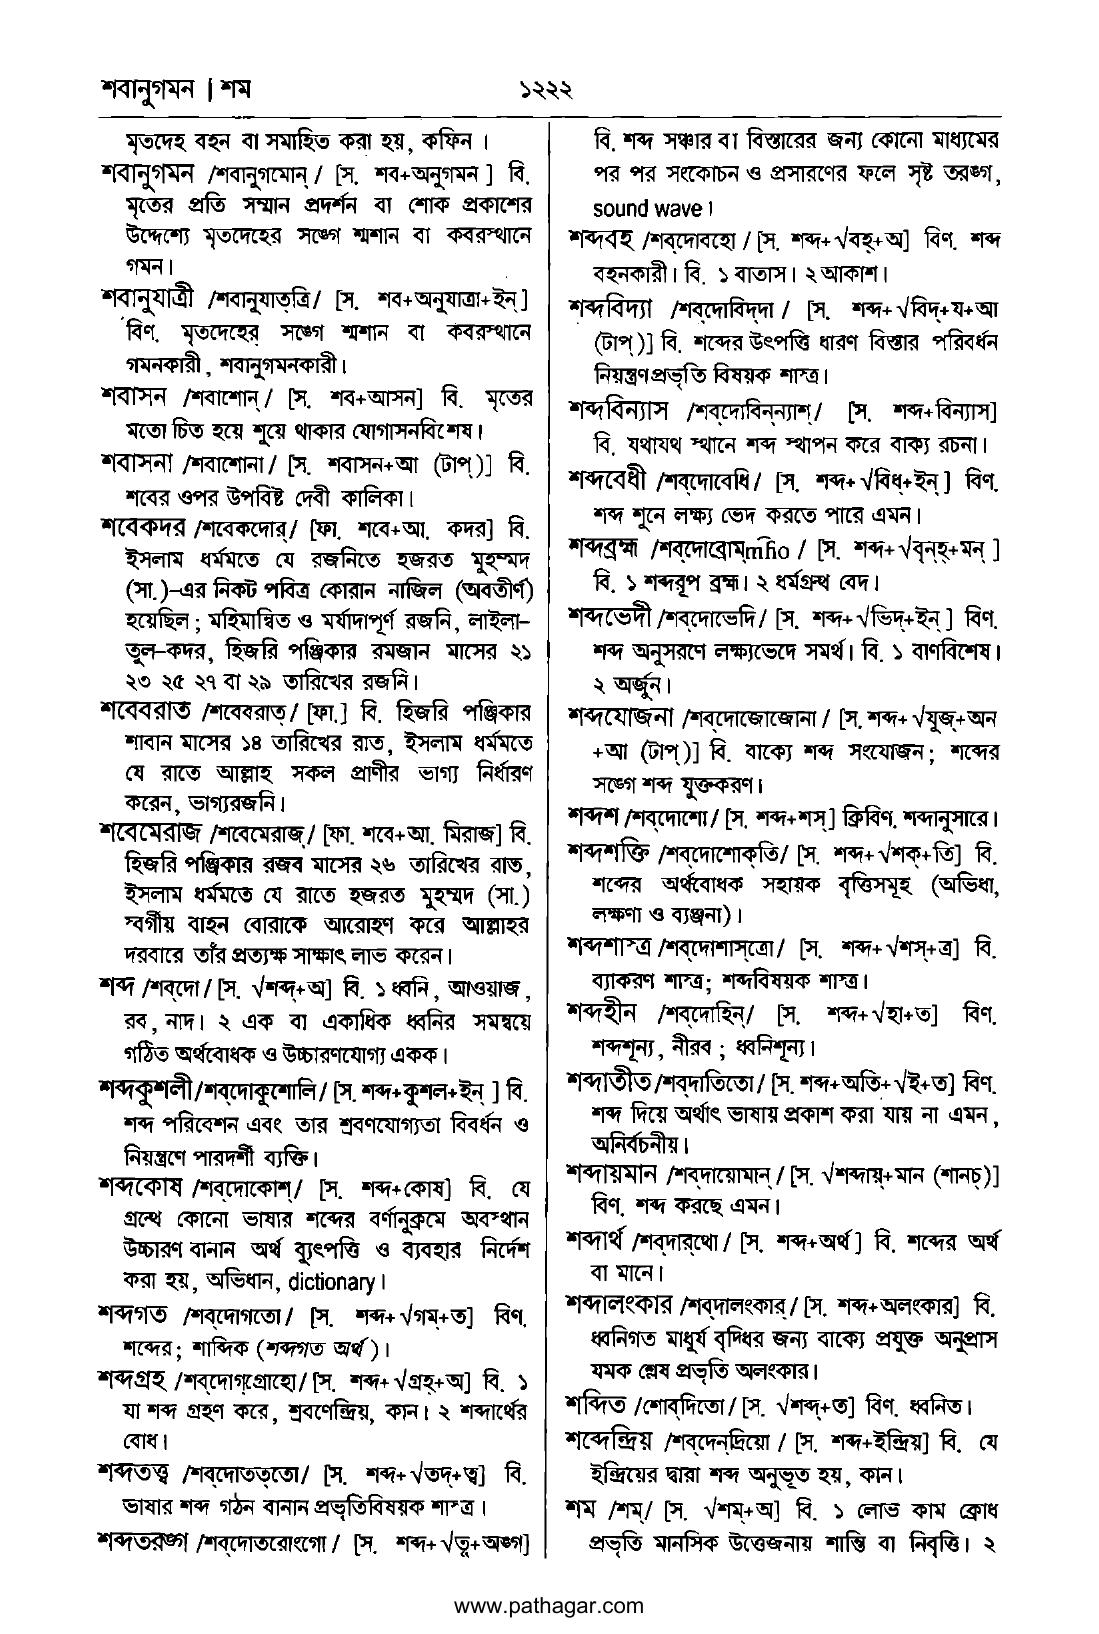 শবানুগমন | শম
১২২২
মৃতদেহ বহন বা সমাহিত করা হয়, কফিন ।
শবানুগমন /শবানুগমোন্/ [স. শব+অনুগমন ] বি.
মৃতের প্রতি সম্মান প্রদর্শন বা শোক প্রকাশের
উদ্দেশ্যে মৃতদেহের সঙ্গে শ্মশান বা কবরস্থানে
গমন।
শবানুযাত্রী /শবানুযাত্ত্রি/ [স. শব+অনুযাত্রা+ইন্]
বিণ. মৃতদেহের সঙ্গে শ্মশান বা কবরস্থানে
গমনকারী, শবানুগমনকারী।
শবাসন /শবাশোন্/ [স. শব+আসন] বি. মৃতের
মতো চিত হয়ে শুয়ে থাকার যোগাসনবিশেষ।
শবাসনা /শবাশোনা/ [স. শবাসন+আ (টাপ্)] বি.
শবের ওপর উপবিষ্ট দেবী কালিকা।
শবেকদর /শবেকদোর্/ [ফা. শবে+আ. কদর] বি.
ইসলাম ধর্মমতে যে রজনিতে হজরত মুহম্মদ
(সা.)-এর নিকট পবিত্র কোরান নাজিল (অবতীর্ণ)
হয়েছিল; মহিমান্বিত ও মর্যাদাপূর্ণ রজনি, লাইলা-
তুল-কদর, হিজরি পঞ্জিকার রমজান মাসের ২১
২৩ ২৫ ২৭ বা ২৯ তারিখের রজনি।
শবেবরাত /শবেবরাত্/ [ফা.] বি. হিজরি পঞ্জিকার
শাবান মাসের ১৪ তারিখের রাত, ইসলাম ধর্মমতে
যে রাতে আল্লাহ সকল প্রাণীর ভাগ্য নির্ধারণ
করেন, ভাগ্যরজনি।
শবেমেরাজ /শবেমেরাজ্/ [ফা. শবে+আ. মিরাজ] বি.
হিজরি পঞ্জিকার রজব মাসের ২৬ তারিখের রাত,
ইসলাম ধর্মমতে যে রাতে হজরত মুহম্মদ (সা.)
স্বর্গীয় বাহন বোরাকে আরোহণ করে আল্লাহর
দরবারে তাঁর প্রত্যক্ষ সাক্ষাৎ লাভ করেন।
শব্দ /শব্‌দো/ [স. √শব্দ্+অ] বি. ১ ধ্বনি, আওয়াজ,
রব, নাদ। ২ এক বা একাধিক ধ্বনির সমন্বয়ে
গঠিত অর্থবোধক ও উচ্চারণযোগ্য একক।
শব্দকুশলী/শব্‌দোকুশোলি/ [স. শব্দ+কুশল+ইন্ ] বি.
শব্দ পরিবেশন এবং তার শ্রবণযোগ্যতা বিবর্ধন ও
নিয়ন্ত্রণে পারদর্শী ব্যক্তি।
শব্দকোষ /শব্‌দোকোশ্/ [স. শব্দ+কোষ] বি. যে
গ্রন্থে কোনো ভাষার শব্দের বর্ণানুক্রমে অবস্থান
উচ্চারণ বানান অর্থ ব্যুৎপত্তি ও ব্যবহার নির্দেশ
করা হয়, অভিধান, dictionary।
শব্দগত /শব্‌দোগতো/ [স. শব্দ+√গম্+ত] বিণ.
শব্দের; শাব্দিক (শব্দগত অর্থ)।
শব্দগ্রহ /শব্‌দোগ্‌গ্রোহো/ [স. শব্দ+√গ্রহ্+অ] বি. ১
যা শব্দ গ্রহণ করে, শ্রবণেন্দ্রিয়, কান। ২ শব্দার্থের
বোধ।
শব্দতত্ত্ব /শব্‌দোতত্‌তো/ [স. শব্দ+√তদ্+ত্ব] বি.
ভাষার শব্দ গঠন বানান প্রভৃতিবিষয়ক শাস্ত্র।
শব্দতরঙ্গ /শব্‌দোতরোংগো/ [স. শব্দ+√তৃ+অঙ্গ]
বি. শব্দ সঞ্চার বা বিস্তারের জন্য কোনো মাধ্যমের
পর পর সংকোচন ও প্রসারণের ফলে সৃষ্ট তরঙ্গ,
sound wave।
শব্দবহ /শব্‌দোবহো/ [স. শব্দ+√বহ্+অ] বিণ. শব্দ
বহনকারী। বি. ১ বাতাস। ২ আকাশ।
শব্দবিদ্যা /শব্‌দোবিদ্‌দা/ [স. শব্দ+√বিদ্+য+আ
(টাপ্)] বি. শব্দের উৎপত্তি ধারণ বিস্তার পরিবর্ধন
নিয়ন্ত্রণপ্রভৃতি বিষয়ক শাস্ত্র।
শব্দবিন্যাস /শব্‌দোবিন্‌ন্যাশ্/ [স. শব্দ+বিন্যাস]
বি. যথাযথ স্থানে শব্দ স্থাপন করে বাক্য রচনা।
শব্দবেধী /শব্‌দোবেধি/ [স. শব্দ+√বিধ্+ইন্] বিণ.
শব্দ শুনে লক্ষ্য ভেদ করতে পারে এমন।
শব্দব্রহ্ম /শব্‌দোব্রোম্mɦo/ [স. শব্দ+√বৃন্‌হ্+মন্ ]
বি. ১ শব্দরূপ ব্রহ্ম। ২ ধর্মগ্রন্থ বেদ।
শব্দভেদী /শব্‌দোভেদি/ [স. শব্দ+√ভিদ্+ইন্] বিণ.
শব্দ অনুসরণে লক্ষ্যভেদে সমর্থ। বি. ১ বাণবিশেষ।
২ অর্জুন।
শব্দযোজনা /শব্‌দোজোজোনা/ [স. শব্দ+√যুজ্+অন
+আ (টাপ্)] বি. বাক্যে শব্দ সংযোজন; শব্দের
সঙ্গে শব্দ যুক্তকরণ।
শব্দশ /শব্‌দোশো/ [স. শব্দ+শস্] ক্রিবিণ. শব্দানুসারে।
শব্দশক্তি /শব্‌দোশোক্‌তি/ [স. শব্দ+√শক্+তি] বি.
শব্দের অর্থবোধক সহায়ক বৃত্তিসমূহ (অভিধা,
লক্ষণা ও ব্যঞ্জনা)।
শব্দশাস্ত্র /শব্‌দোশাস্‌ত্রো/ [স. শব্দ+√শস্+ত্র] বি.
ব্যাকরণ শাস্ত্র; শব্দবিষয়ক শাস্ত্র।
শব্দহীন /শব্‌দোহিন্/ [স. শব্দ+√হা+ত] বিণ.
শব্দশূন্য, নীরব ; ধ্বনিশূন্য।
শব্দাতীত/শব্‌দাতিতো/ [স. শব্দ+অতি+√ই+ত] বিণ.
শব্দ দিয়ে অর্থাৎ ভাষায় প্রকাশ করা যায় না এমন,
অনির্বচনীয়।
শব্দায়মান /শব্‌দায়োমান্/ [স. √শব্দায়্+মান (শানচ্)]
বিণ. শব্দ করছে এমন।
শব্দার্থ /শব্‌দার্‌থো/ [স. শব্দ+অর্থ] বি. শব্দের অর্থ
বা মানে।
শব্দালংকার /শব্‌দালংকার্/ [স. শব্দ+অলংকার] বি.
ধ্বনিগত মাধুর্য বৃদ্ধির জন্য বাক্যে প্রযুক্ত অনুপ্রাস
যমক শ্লেষ প্রভৃতি অলংকার।
শব্দিত /শোব্‌দিতো/ [স. √শব্দ্+ত] বিণ. ধ্বনিত।
শব্দেন্দ্রিয় /শব্‌দেন্‌দ্রিয়ো / [স. শব্দ+ইন্দ্রিয়] বি. যে
ইন্দ্রিয়ের দ্বারা শব্দ অনুভূত হয়, কান।
শম /শম্/ [স. √শম্+অ] বি. ১ লোভ কাম ক্রোধ
প্রভৃতি মানসিক উত্তেজনায় শান্তি বা নিবৃত্তি। ২
www.pathagar.com